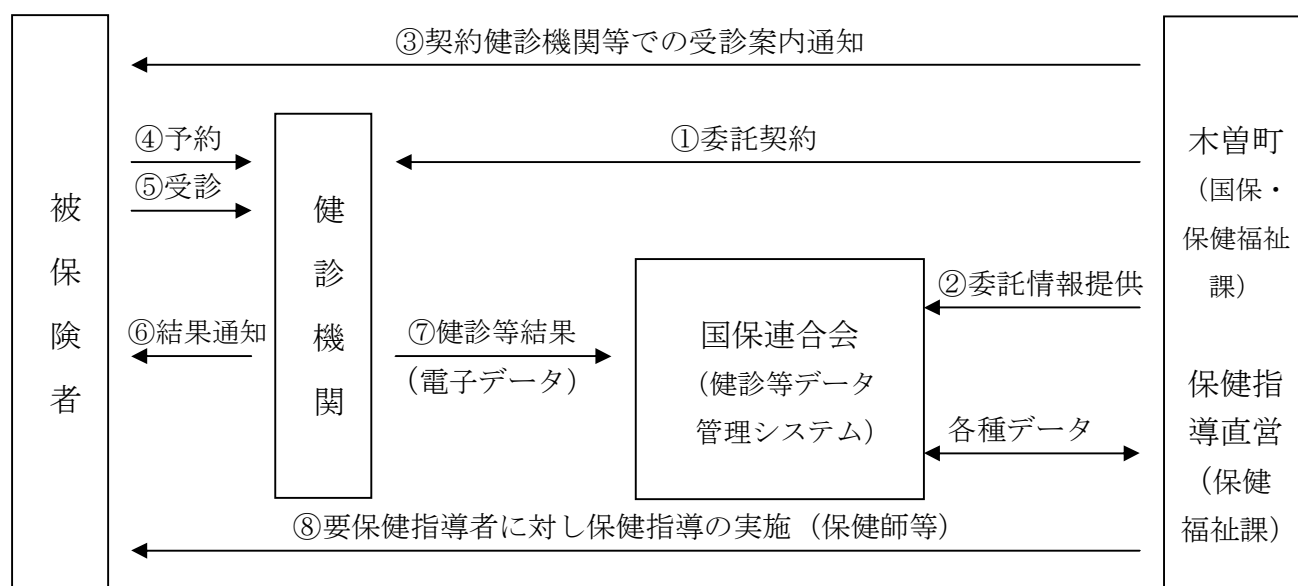 ③契約健診機関等での受診案内通知
④予約
①委託契約
⑤受診
被保険者
健診機関
木曽町
（国保・
保健福祉
課）
②委託情報提供
⑥結果通知
⑦健診等結果
（電子データ）
国保連合会
（健診等データ
管理システム）
各種データ
保健指
導直営
（保健
福祉課）
⑧要保健指導者に対し保健指導の実施（保健師等）